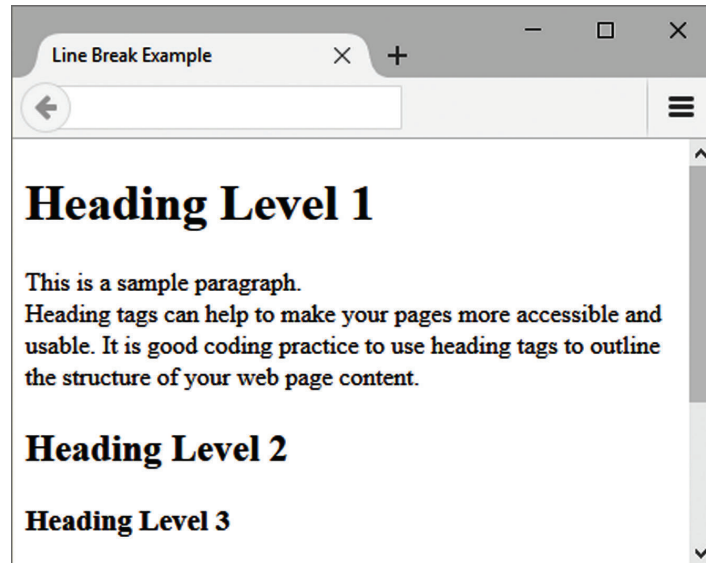 Line Break Example
Heading Level 1
This is a sample paragraph.
Heading tags can help to make your pages more accessible and
usable. It is good coding practice to use heading tags to outline
the structure of your web page content.
Heading Level 2
Heading Level 3